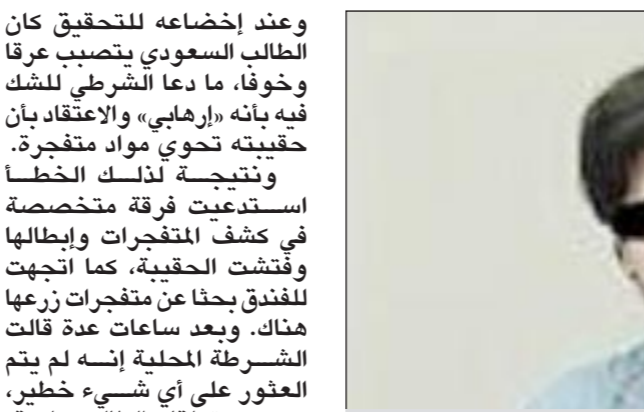 وعند إخضاعه للتحقيق كان
الطالب السعودي يتصبب عرقا
وخوفا، ما دعا الشرطي للشك
فيه بأنه «إرهابي» والاعتقاد بأن
حقيبته تحوي مواد متفجرة.
ونتيجة لذلك الخطأ
استدعيت فرقة متخصصة
في كشف المتفجرات وإبطالها
وفتشت الحقيبة، كما اتجهت
للفندق بحثا عن متفجرات زرعها
هناك. وبعد ساعات عدة قالت
الشرطة المحلية إنه لم يتم
العثور على أي شيء خطير،